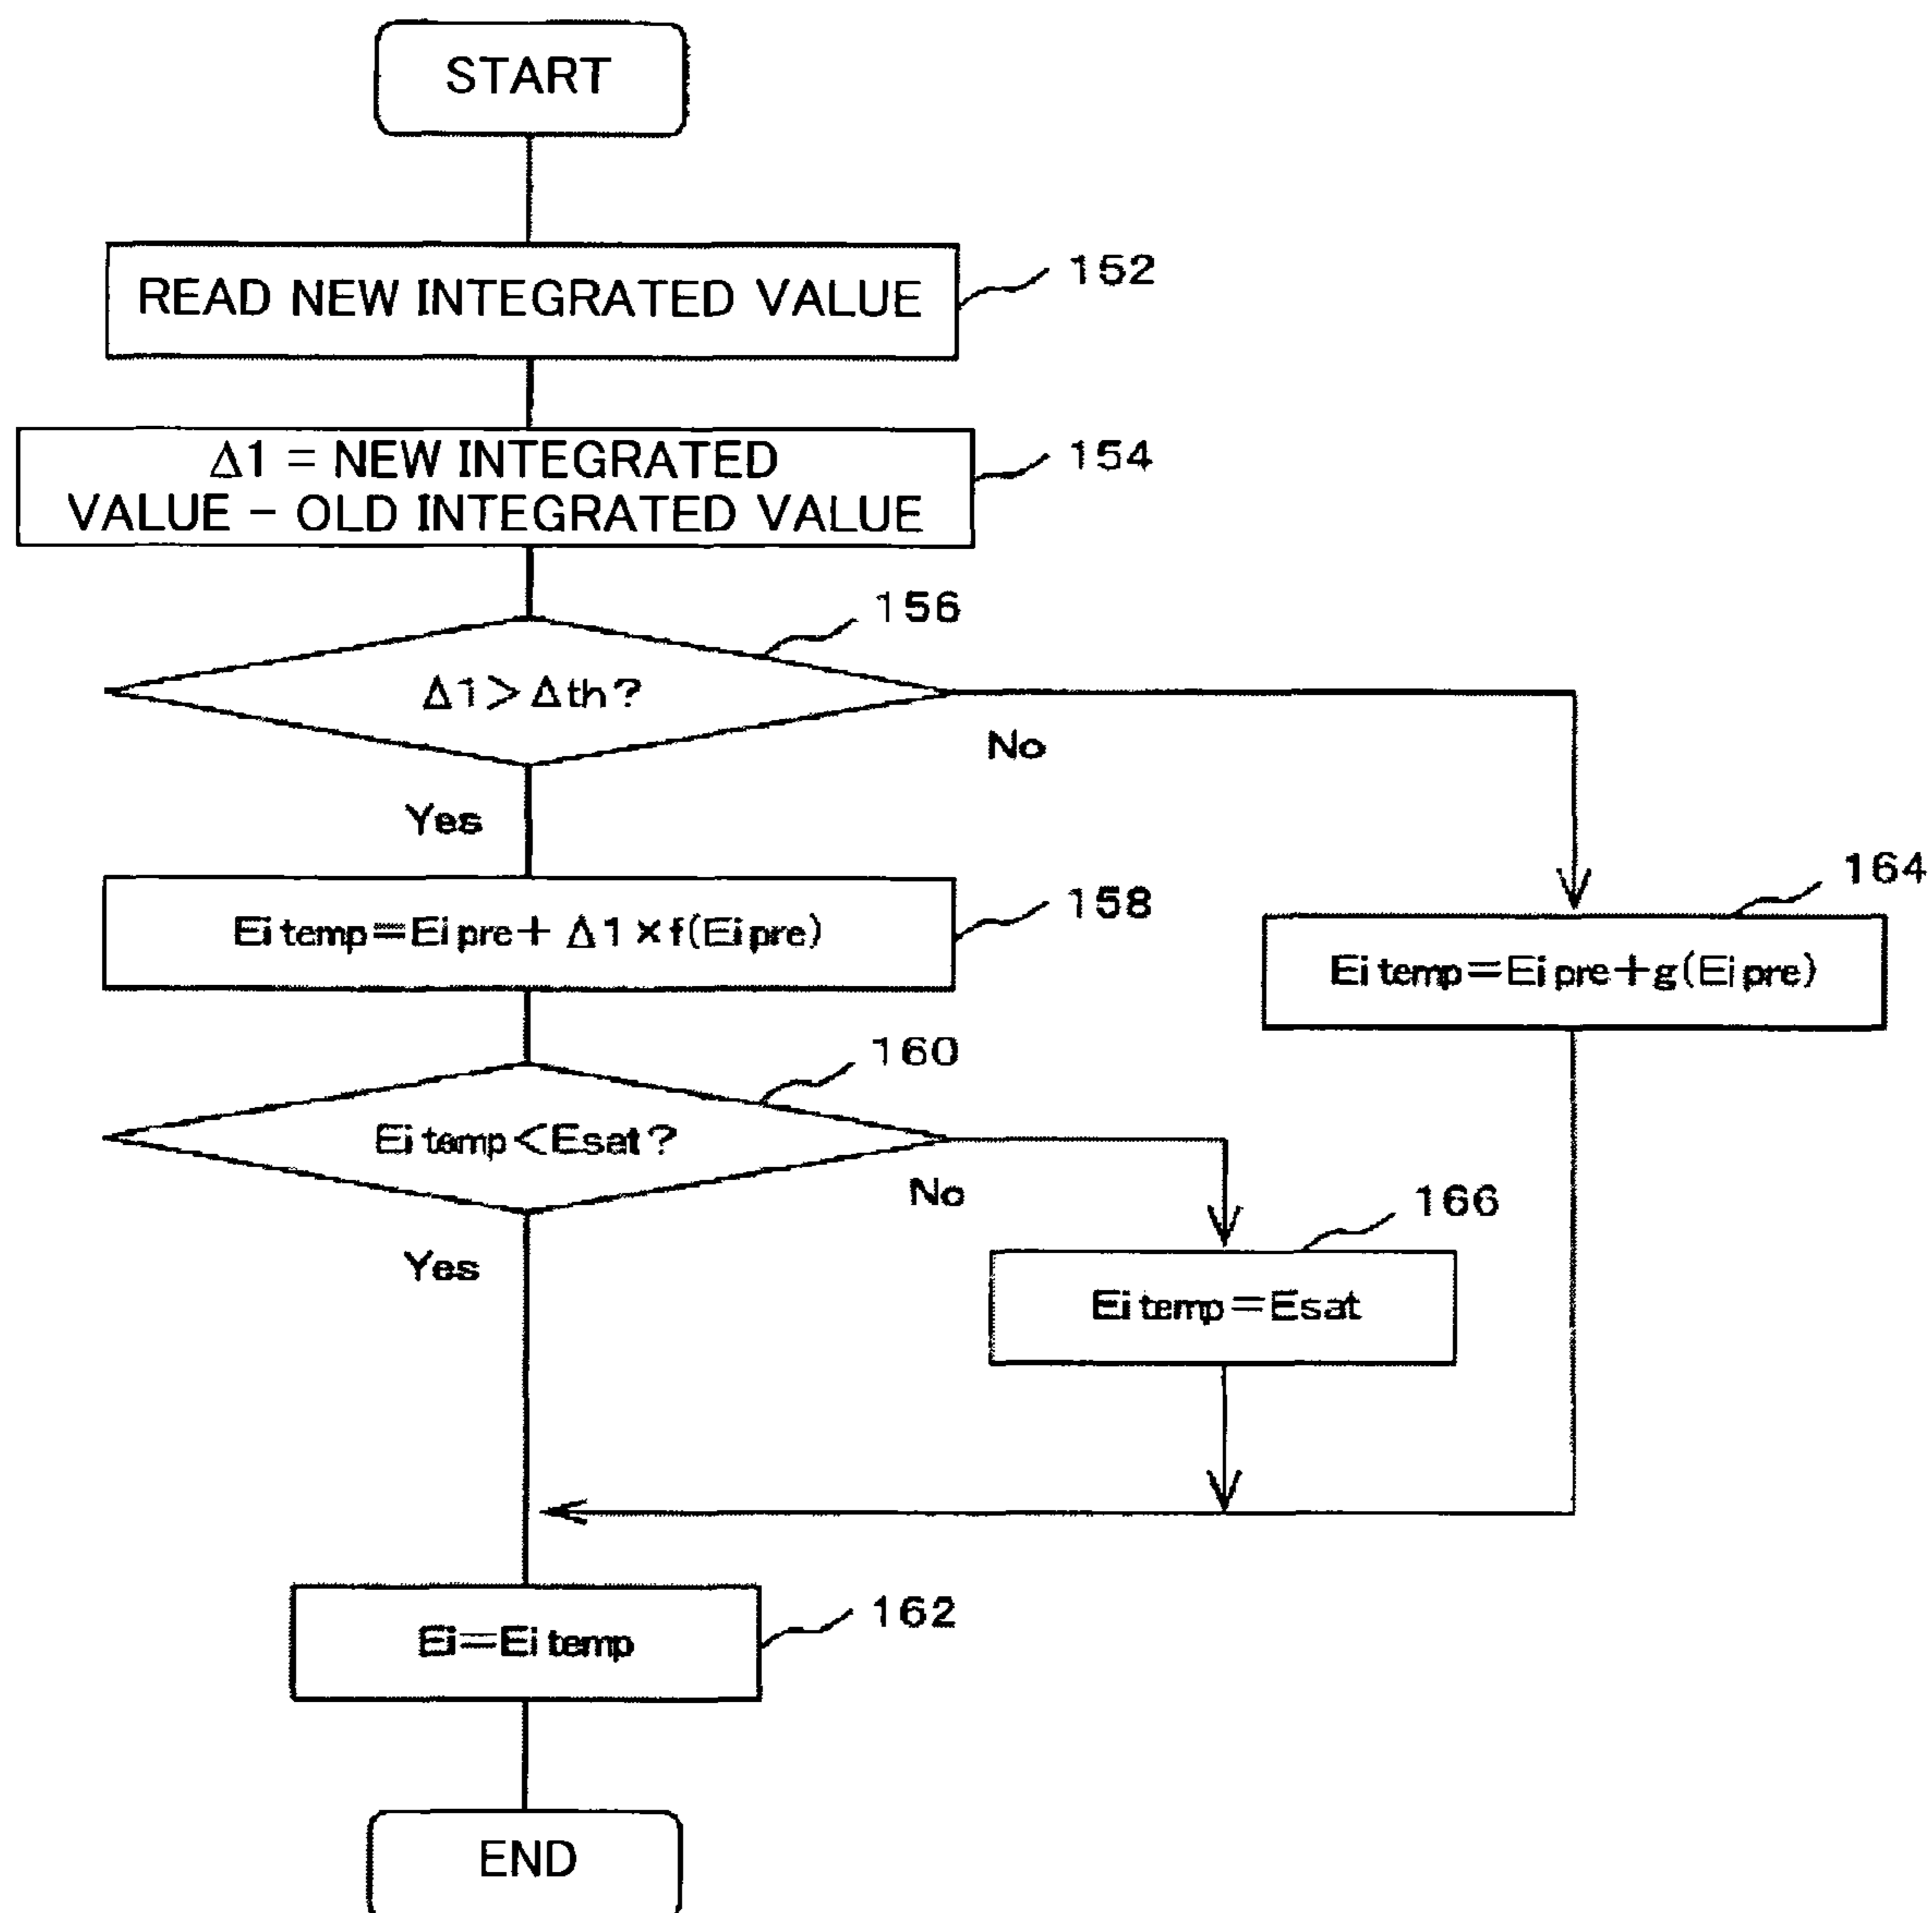 START
READ NEW INTEGRATED VALUE
152
Δ1 = NEW INTEGRATED
VALUE − OLD INTEGRATED VALUE
154
156
Δ1>Δth?
No
Yes
164
158
Ei temp=Ei pre+ Δ1×f(Ei pre)
Ei temp=Ei pre+g(Ei pre)
160
Ei temp<Esat?
No
166
Yes
Ei temp=Esat
162
Ei=Ei temp
END